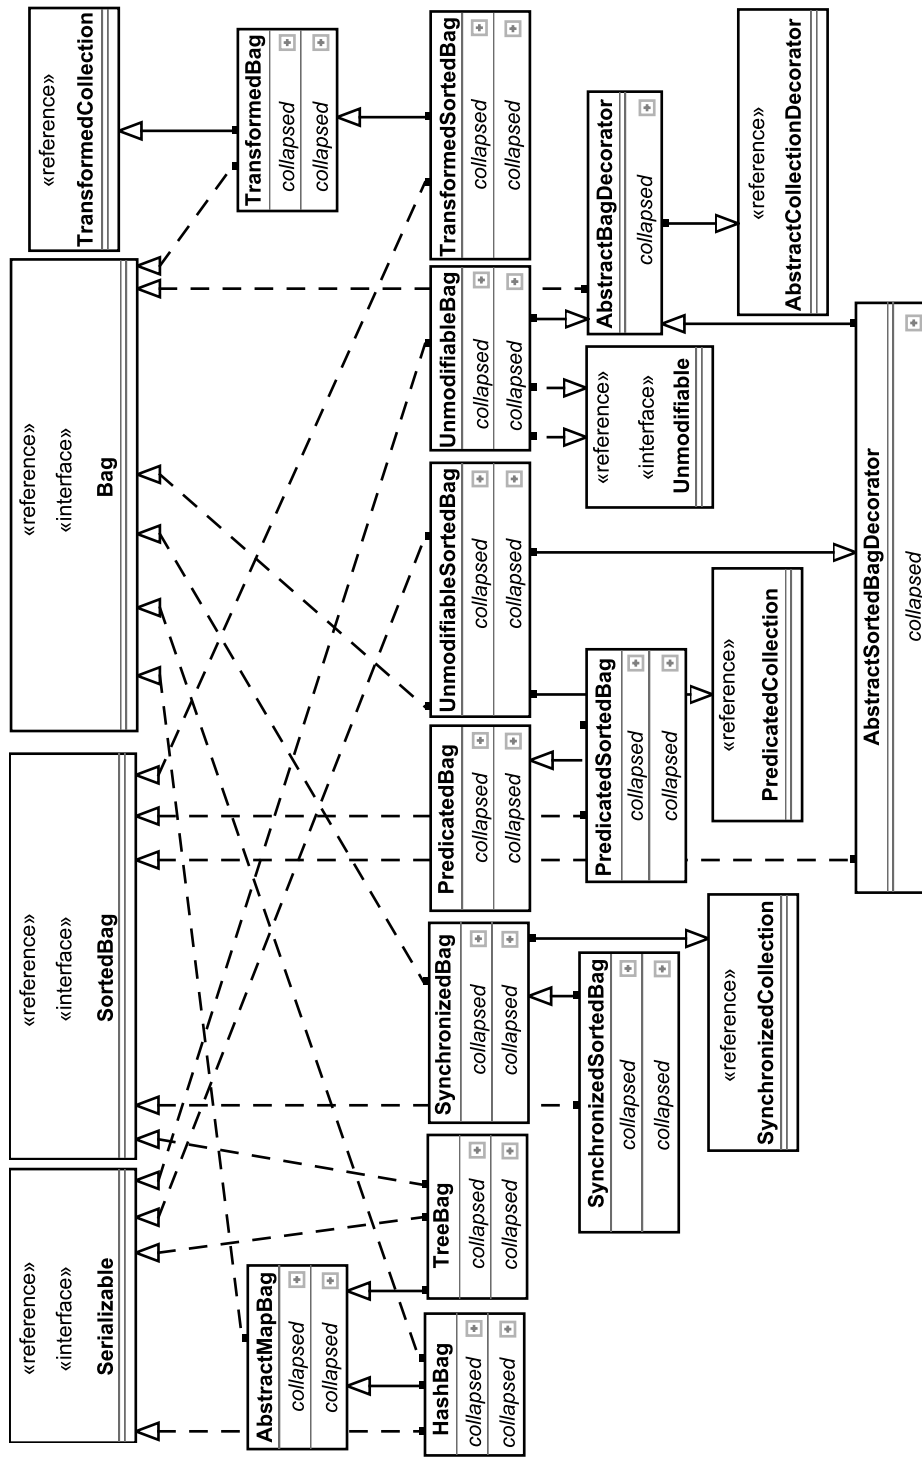 «reference»
«interface»
Serializable
«reference»
«interface»
SortedBag
«reference»
«interface»
Bag
«reference»
TransformedCollection
AbstractMapBag
collapsed
collapsed
TransformedBag
collapsed
collapsed
HashBag
collapsed
collapsed
TreeBag
collapsed
collapsed
SynchronizedBag
collapsed
collapsed
PredicatedBag
collapsed
collapsed
UnmodifiableSortedBag
collapsed
collapsed
UnmodifiableBag
collapsed
collapsed
TransformedSortedBag
collapsed
collapsed
SynchronizedSortedBag
collapsed
collapsed
PredicatedSortedBag
collapsed
collapsed
«reference»
«interface»
Unmodifiable
AbstractBagDecorator
collapsed
«reference»
SynchronizedCollection
«reference»
PredicatedCollection
«reference»
AbstractCollectionDecorator
AbstractSortedBagDecorator
collapsed